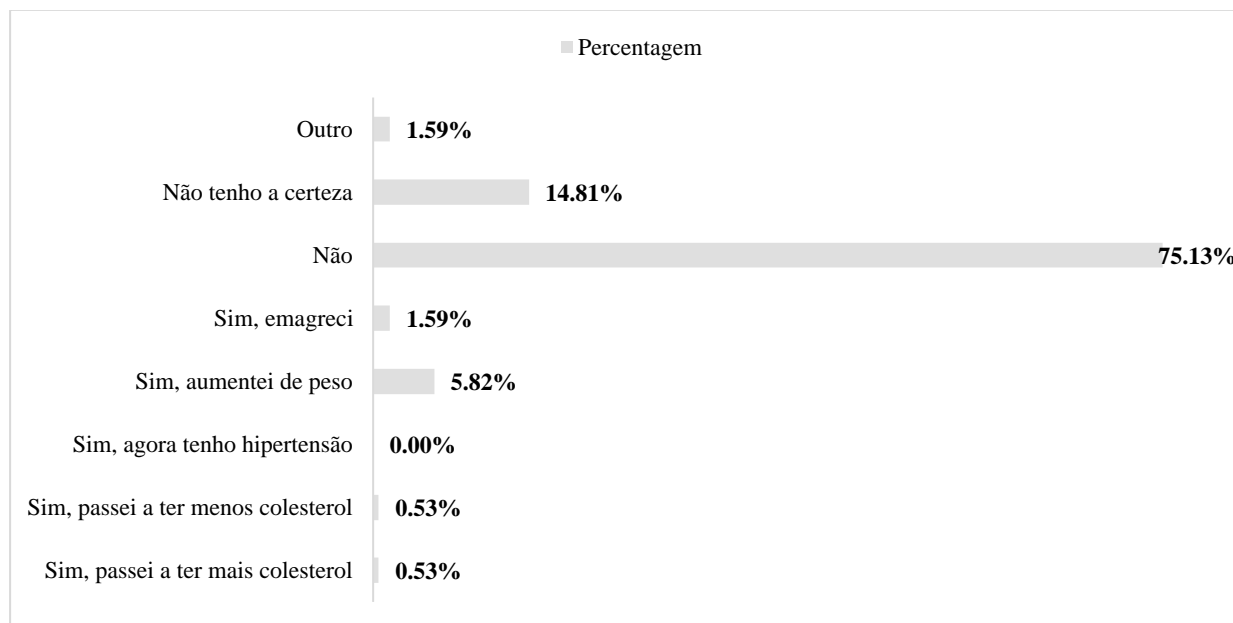 Percentagem
Outro 1.59%
Não tenho a certeza 14.81%
Não 75.13%
Sim, emagreci 1.59%
Sim, aumentei de peso 5.82%
Sim, agora tenho hipertensão 0.00%
Sim, passei a ter menos colesterol 0.53%
Sim, passei a ter mais colesterol 0.53%